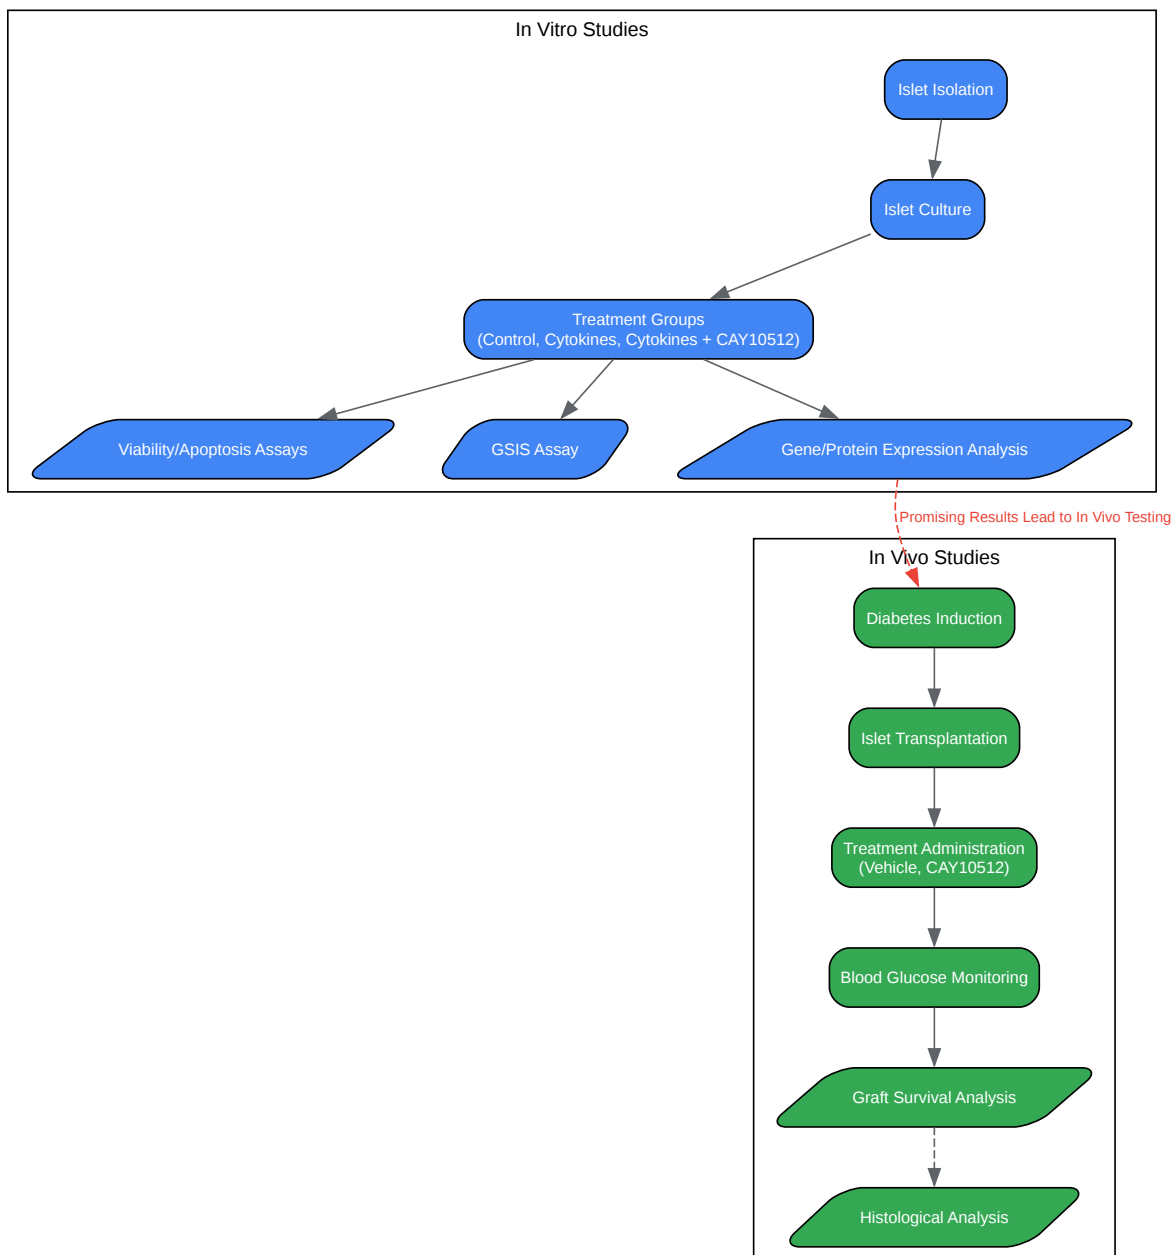 In Vitro Studies
Islet Isolation
Islet Culture
Treatment Groups
(Control, Cytokines, Cytokines + CAY10512)
Viability/Apoptosis Assays
GSIS Assay
Gene/Protein Expression Analysis
Promising Results Lead to In Vivo Testing
In Vivo Studies
Diabetes Induction
Islet Transplantation
Treatment Administration
(Vehicle, CAY10512)
Blood Glucose Monitoring
Graft Survival Analysis
Histological Analysis